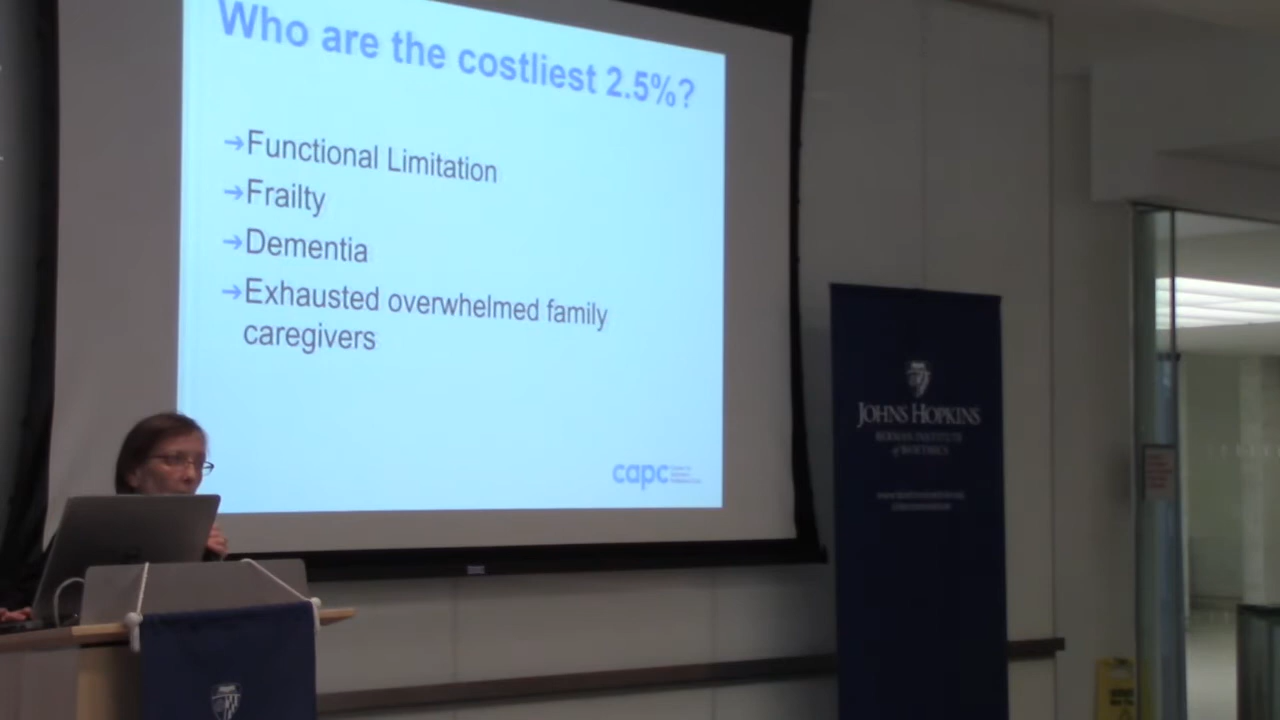 Who are the costliest 2.5%?
→Functional Limitation
→Frailty
→Dementia
→Exhausted overwhelmed family
caregivers
capc
JOHNS HOPKINS
BERMAN INSTITUTE
of BIOETHICS